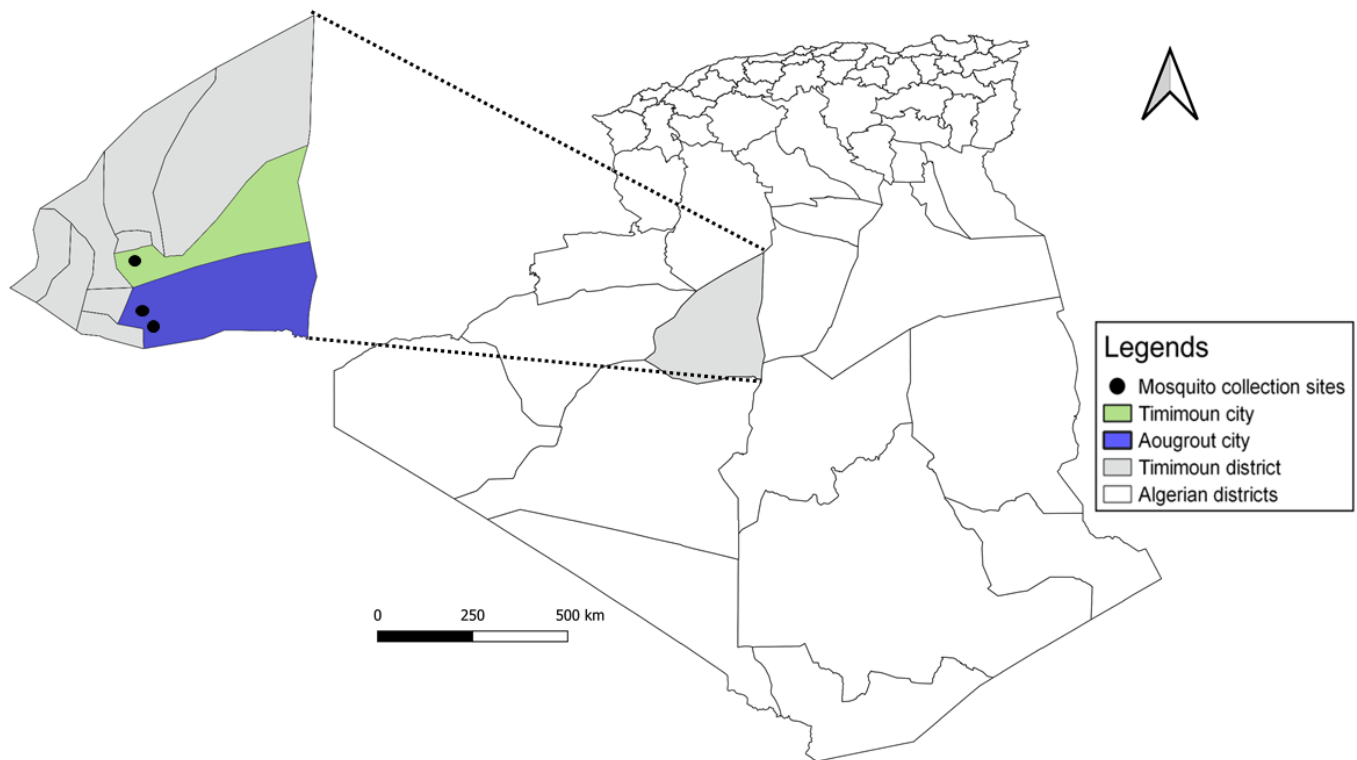 Legends
Mosquito collection sites
Timimoun city
Aougrout city
Timimoun district
Algerian districts
0 250 500 km